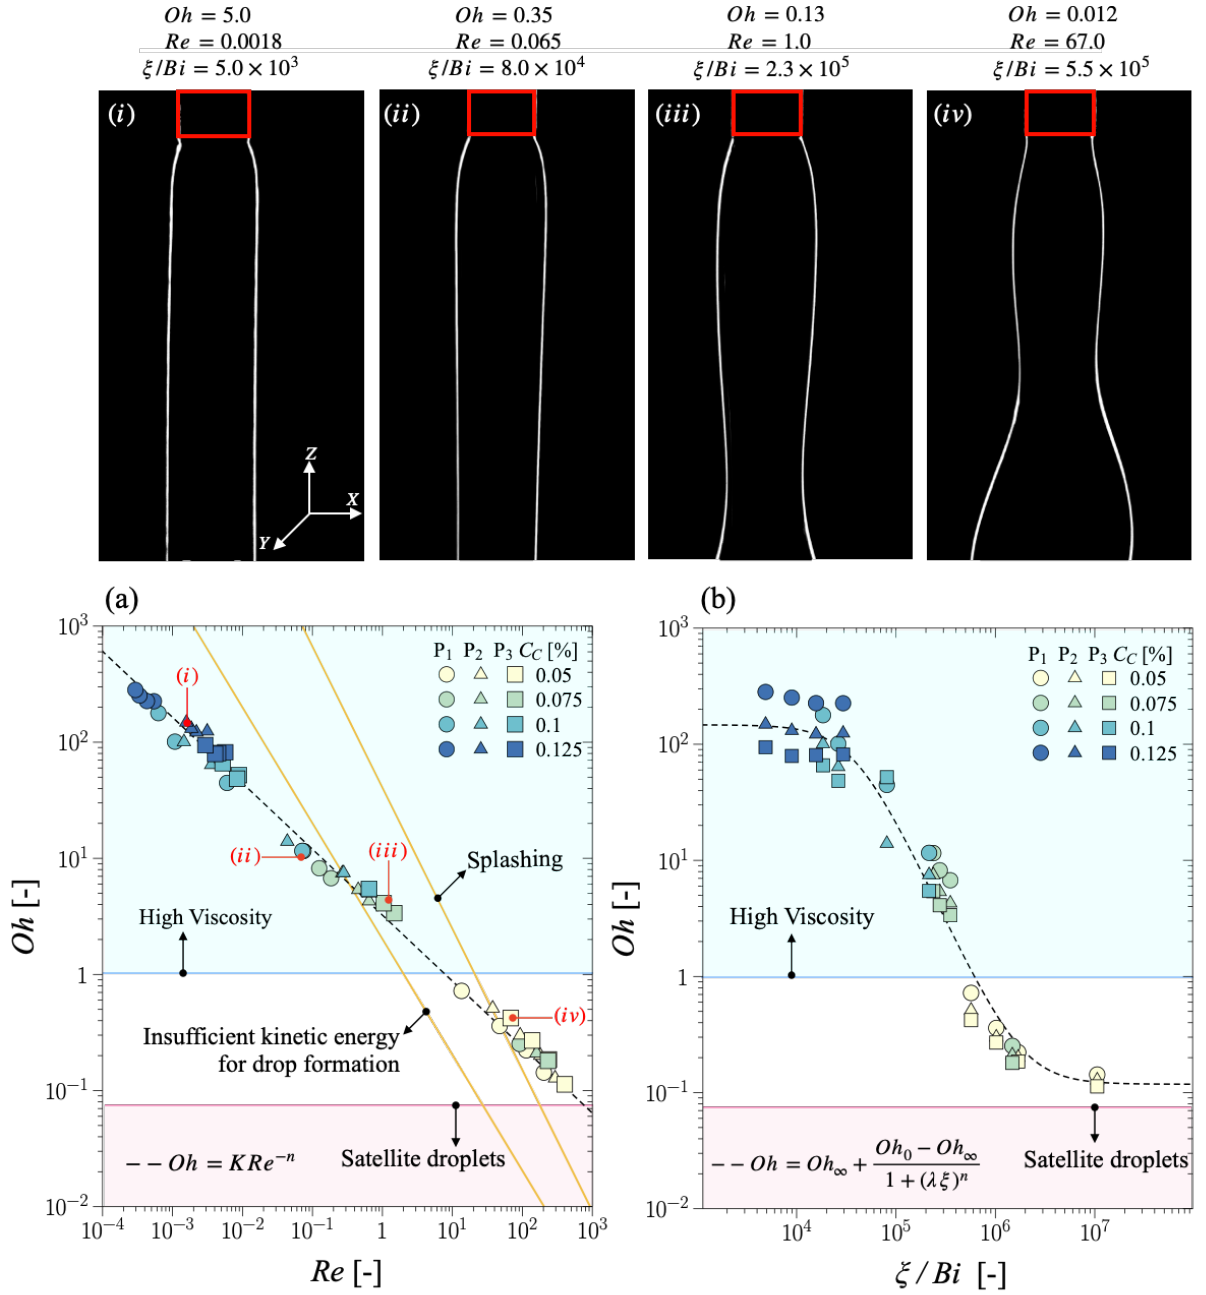 Oh = 5.0
Re = 0.0018
ξ/Bi = 5.0 × 10³
Oh = 0.35
Re = 0.065
ξ/Bi = 8.0 × 10⁴
Oh = 0.13
Re = 1.0
ξ/Bi = 2.3 × 10⁵
Oh = 0.012
Re = 67.0
ξ/Bi = 5.5 × 10⁵
(i)
(ii)
(iii)
(iv)
Z
X
Y
(a)
10³
10²
10¹
1
10⁻¹
10⁻²
Oh [-]
P₁ P₂ P₃ C_C [%]
0.05
0.075
0.1
0.125
(i)
(ii)
(iii)
Splashing
High Viscosity
Insufficient kinetic energy
for drop formation
(iv)
Satellite droplets
-- Oh = KRe⁻ⁿ
10⁻⁴ 10⁻³ 10⁻² 10⁻¹ 1 10¹ 10² 10³
Re [-]
(b)
10³
10²
10¹
1
10⁻¹
10⁻²
Oh [-]
P₁ P₂ P₃ C_C [%]
0.05
0.075
0.1
0.125
High Viscosity
Satellite droplets
-- Oh = Oh∞ + (Oh₀ − Oh∞)/(1 + (λξ)ⁿ)
10⁴ 10⁵ 10⁶ 10⁷
ξ / Bi [-]